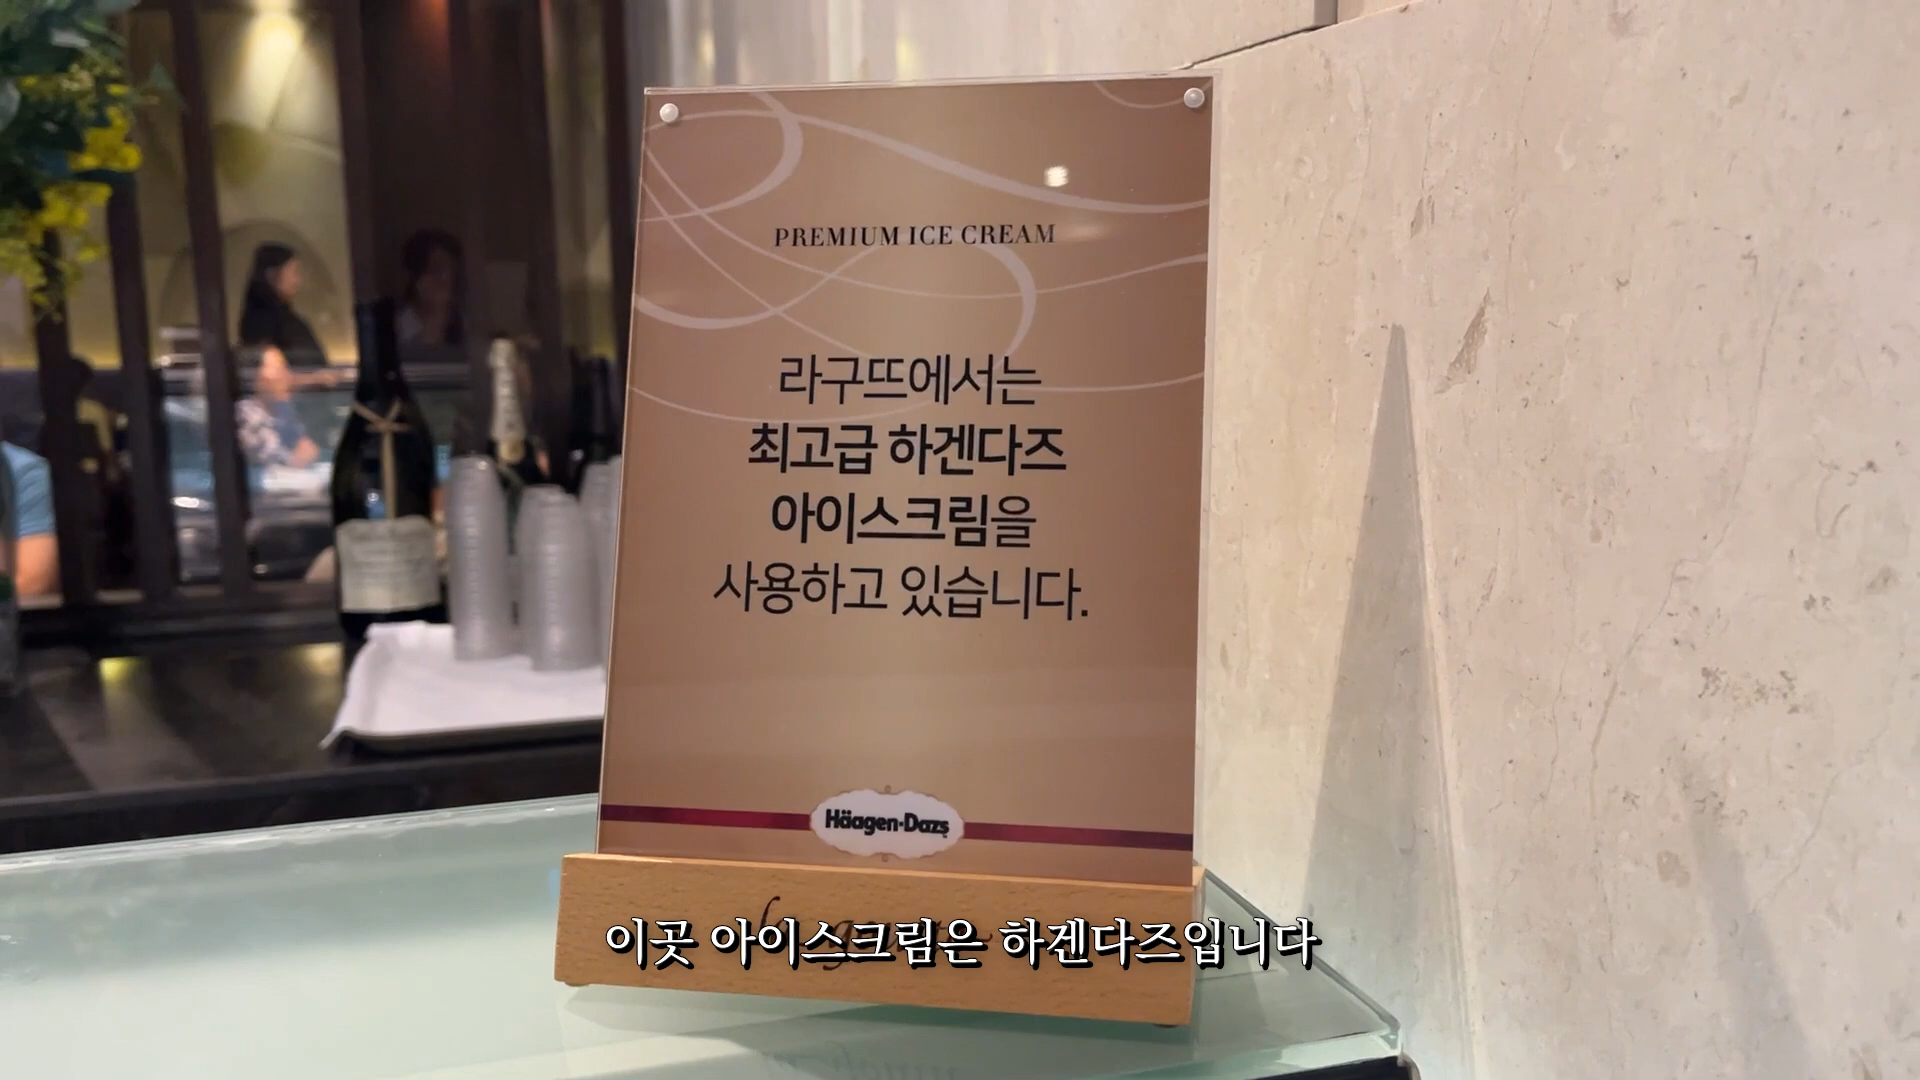 PREMIUM ICE CREAM
라구뜨에서는
최고급 하겐다즈
아이스크림을
사용하고 있습니다.
Häagen-Dazs
이곳 아이스크림은 하겐다즈입니다